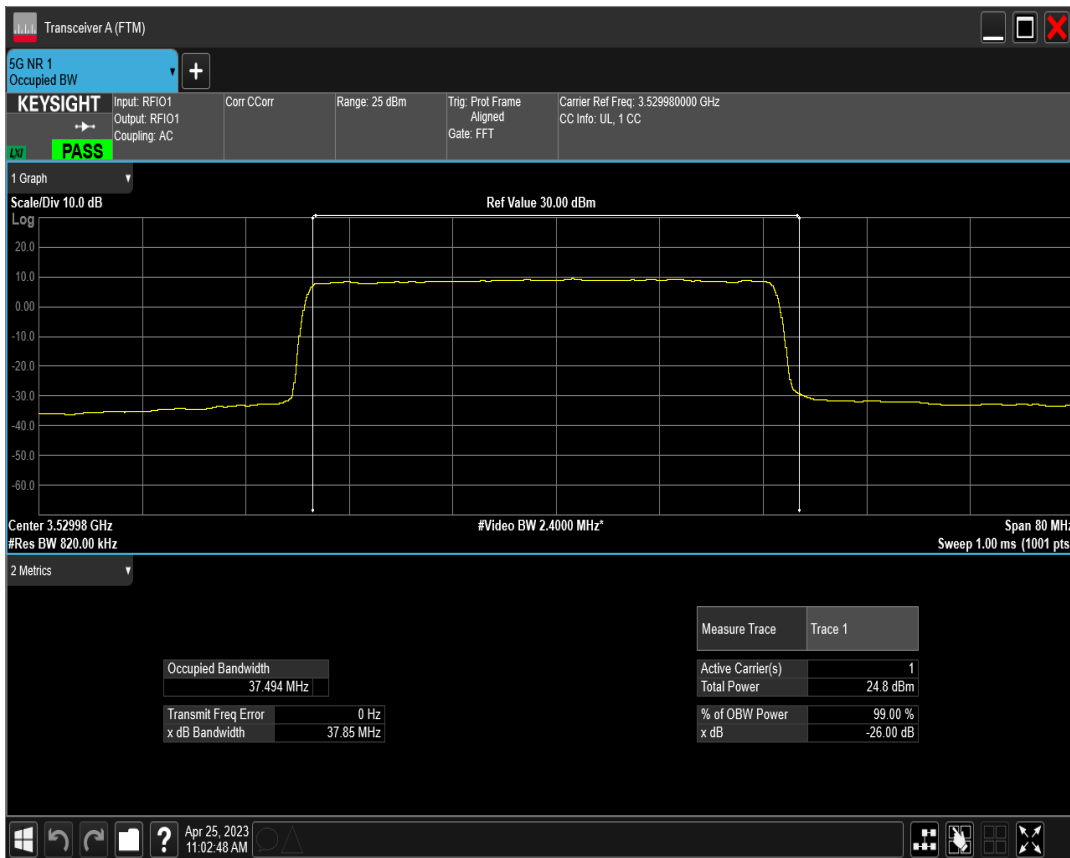 Transceiver A (FTM)
5G NR 1
Occupied BW
+
KEYSIGHT
LXI
PASS
Input: RFIO1
Output: RFIO1
Coupling: AC
Corr CCorr
Range: 25 dBm
Trig: Prot Frame
Aligned
Gate: FFT
Carrier Ref Freq: 3.529980000 GHz
CC Info: UL, 1 CC
1 Graph
Scale/Div 10.0 dB
Ref Value 30.00 dBm
Log
20.0
10.0
0.00
-10.0
-20.0
-30.0
-40.0
-50.0
-60.0
Center 3.52998 GHz
#Video BW 2.4000 MHz*
Span 80 MHz
#Res BW 820.00 kHz
Sweep 1.00 ms (1001 pts
2 Metrics
Measure Trace Trace 1
Occupied Bandwidth
37.494 MHz
Active Carrier(s) 1
Total Power 24.8 dBm
Transmit Freq Error 0 Hz
x dB Bandwidth 37.85 MHz
% of OBW Power 99.00 %
x dB -26.00 dB
?
Apr 25, 2023
11:02:48 AM